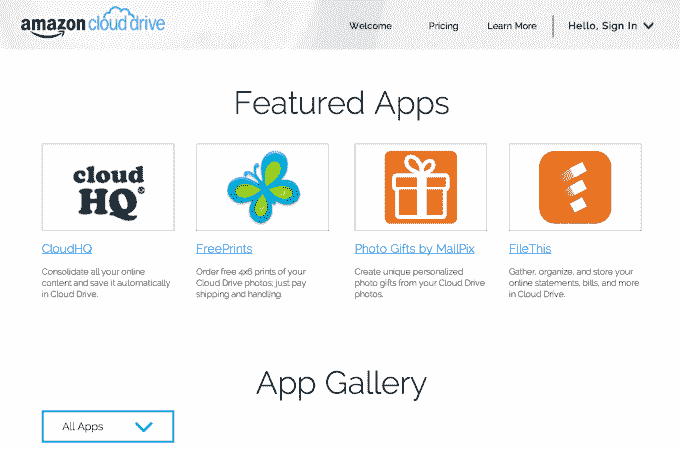 amazon cloud drive
Welcome Pricing Learn More Hello, Sign In
Featured Apps
cloud
HQ®
CloudHQ
Consolidate all your online
content and save it automatically
in Cloud Drive.
FreePrints
Order free 4x6 prints of your
Cloud Drive photos; just pay
shipping and handling.
Photo Gifts by MailPix
Create unique personalized
photo gifts from your Cloud Drive
photos.
FileThis
Gather, organize, and store your
online statements, bills, and more
in Cloud Drive.
App Gallery
All Apps